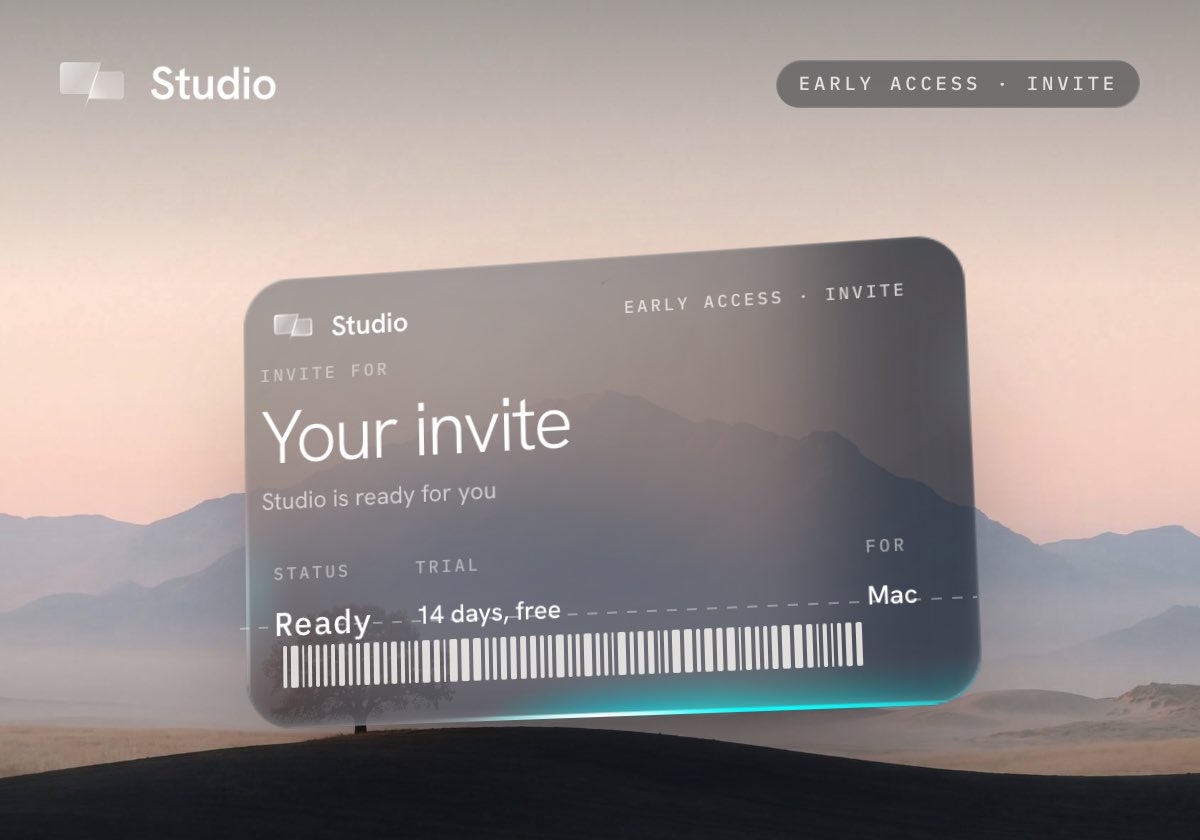 Studio
EARLY ACCESS · INVITE
Studio
EARLY ACCESS · INVITE
INVITE FOR
Your invite
Studio is ready for you
STATUS
TRIAL
FOR
Ready
14 days, free
Mac